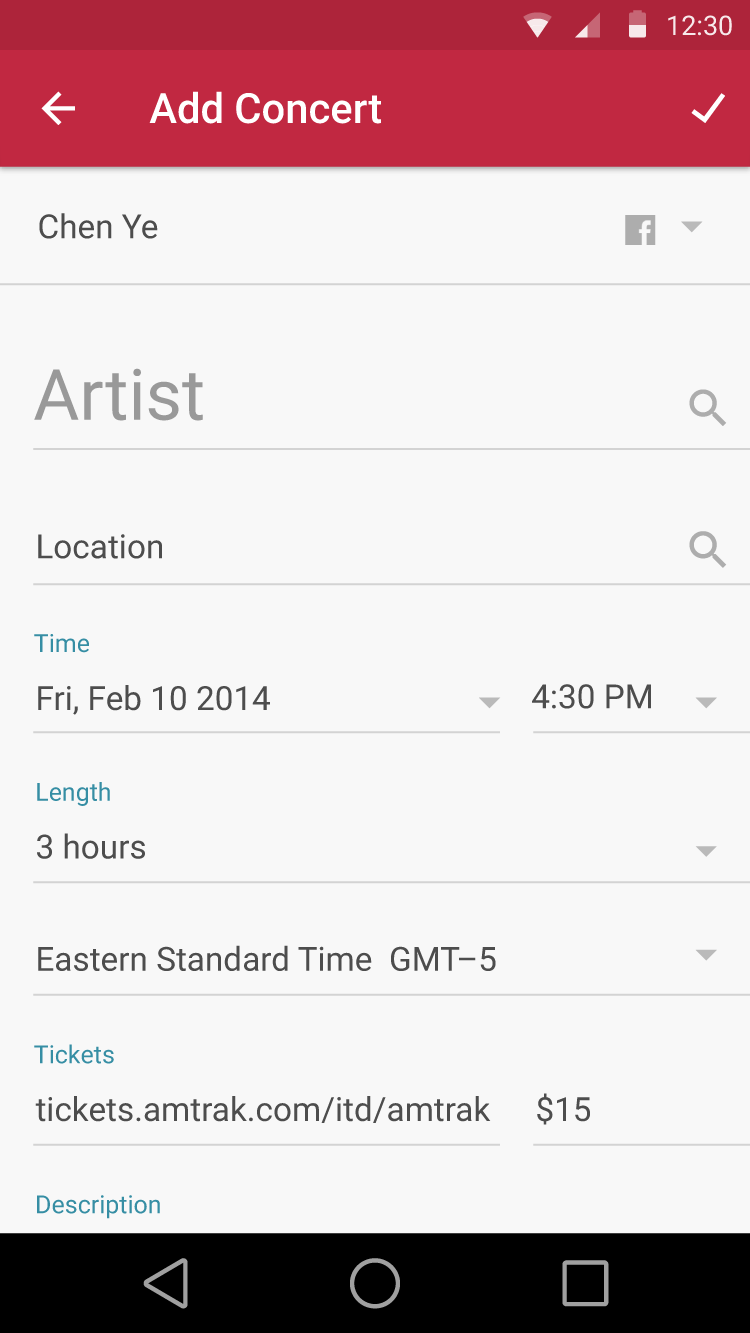 12:30
Add Concert
Chen Ye
Artist
Location
Time
Fri, Feb 10 2014
4:30 PM
Length
3 hours
Eastern Standard Time GMT–5
Tickets
tickets.amtrak.com/itd/amtrak
$15
Description